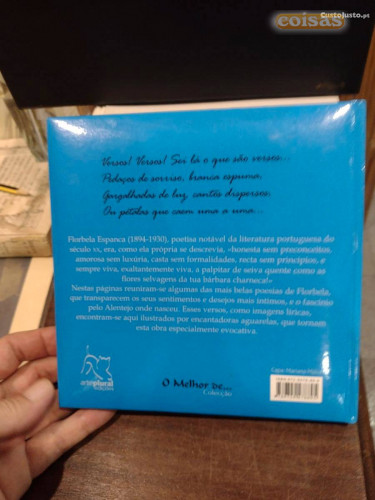 coisas
CustoJusto.pt
Versos! Versos! Sei lá o que são versos...
Pedaços de sorriso, branca espuma,
Gargalhadas de luz, cantos dispersos,
Ou pétalas que caem uma a uma...
Florbela Espanca (1894-1930), poetisa notável da literatura portuguesa do
século XX, era, como ela própria se descrevia, «honesta sem preconceitos,
amorosa sem luxúria, casta sem formalidades, recta sem princípios, e
sempre viva, exaltantemente viva, a palpitar de seiva quente como as
flores selvagens da tua bárbara charneca!»
Nestas páginas reuniram-se algumas das mais belas poesias de Florbela,
que transparecem os seus sentimentos e desejos mais íntimos, e o fascínio
pelo Alentejo onde nasceu. Esses versos, como imagens líricas,
encontram-se aqui ilustrados por encantadoras aguarelas, que tornam
esta obra especialmente evocativa.
arteplural
edições
O Melhor de...
Colecção
Capa: Mariana